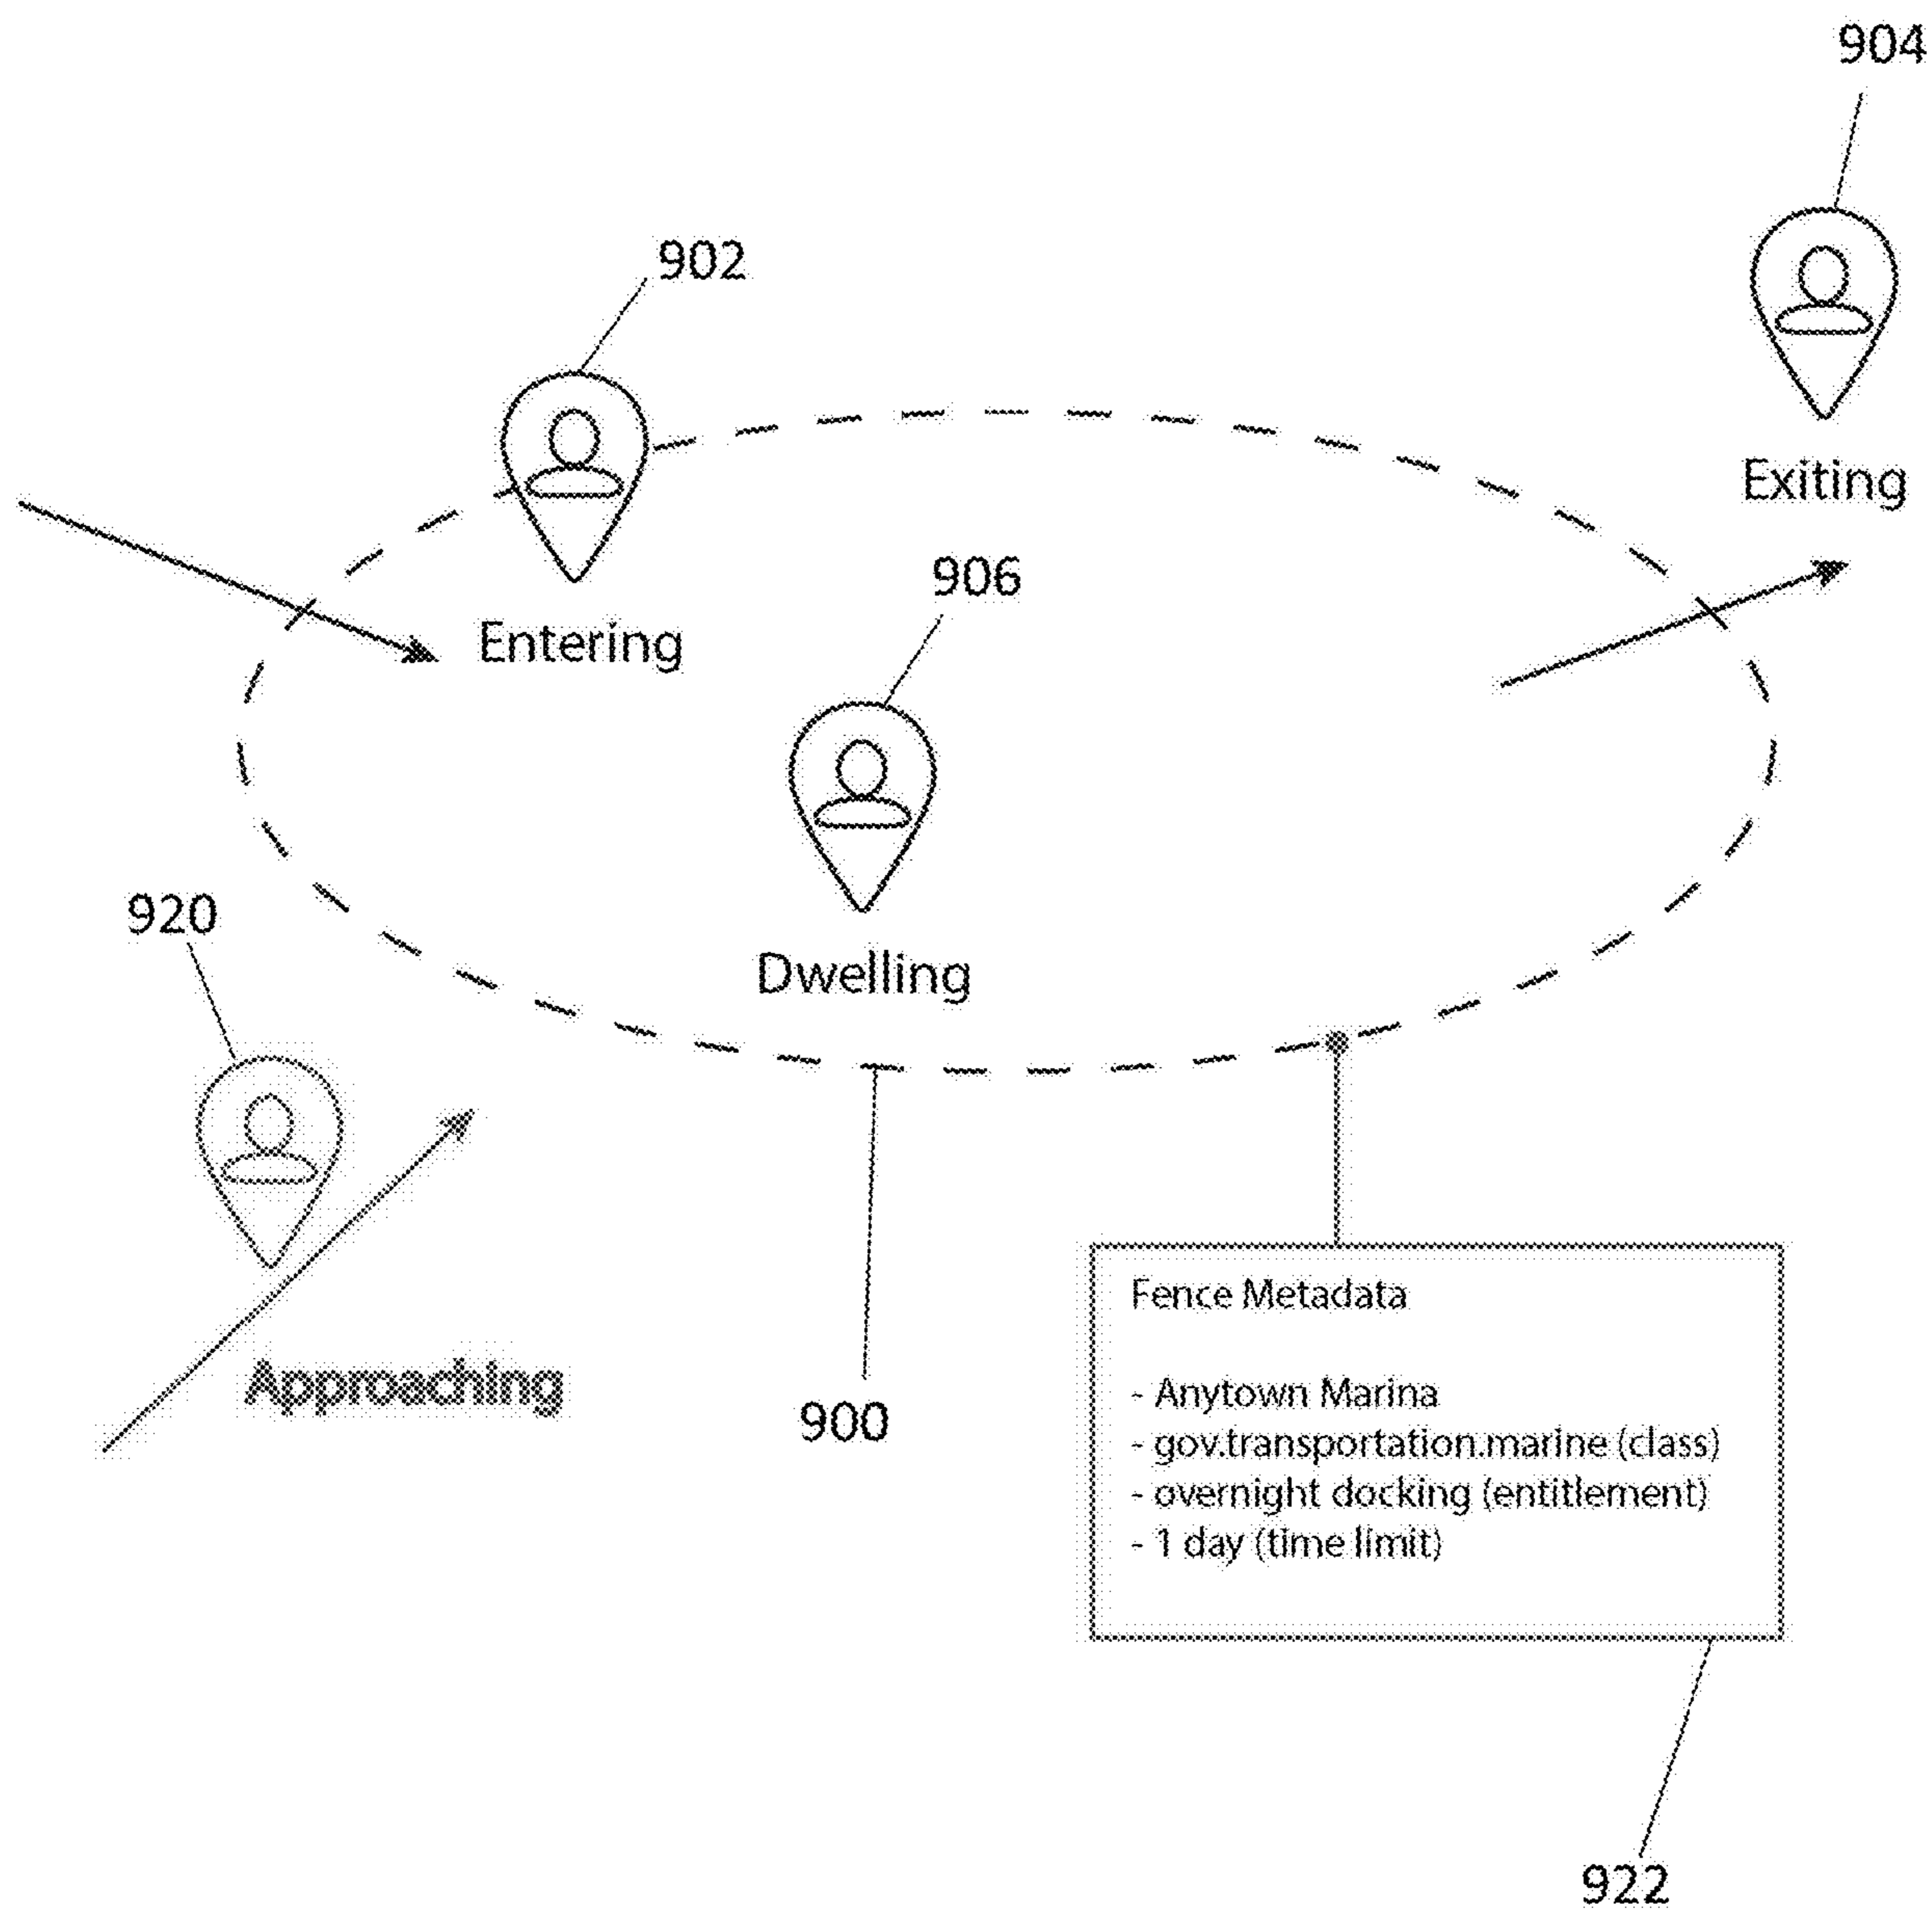 904
902
Exiting
906
Entering
920
Dwelling
Approaching
900
Fence Metadata
- Anytown Marina
- gov.transportation.marine (class)
- overnight docking (entitlement)
- 1 day (time limit)
922